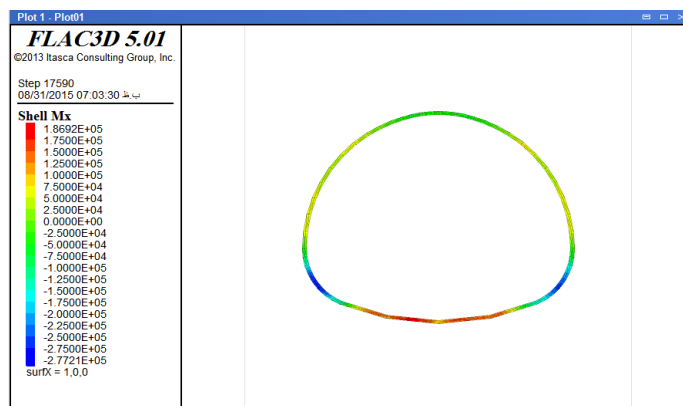 Plot 1 - Plot01
FLAC3D 5.01
©2013 Itasca Consulting Group, Inc.
Step 17590
08/31/2015 07:03:30 ب.ظ
Shell Mx
1.8692E+05
1.7500E+05
1.5000E+05
1.2500E+05
1.0000E+05
7.5000E+04
5.0000E+04
2.5000E+04
0.0000E+00
-2.5000E+04
-5.0000E+04
-7.5000E+04
-1.0000E+05
-1.2500E+05
-1.5000E+05
-1.7500E+05
-2.0000E+05
-2.2500E+05
-2.5000E+05
-2.7500E+05
-2.7721E+05
surfX = 1,0,0